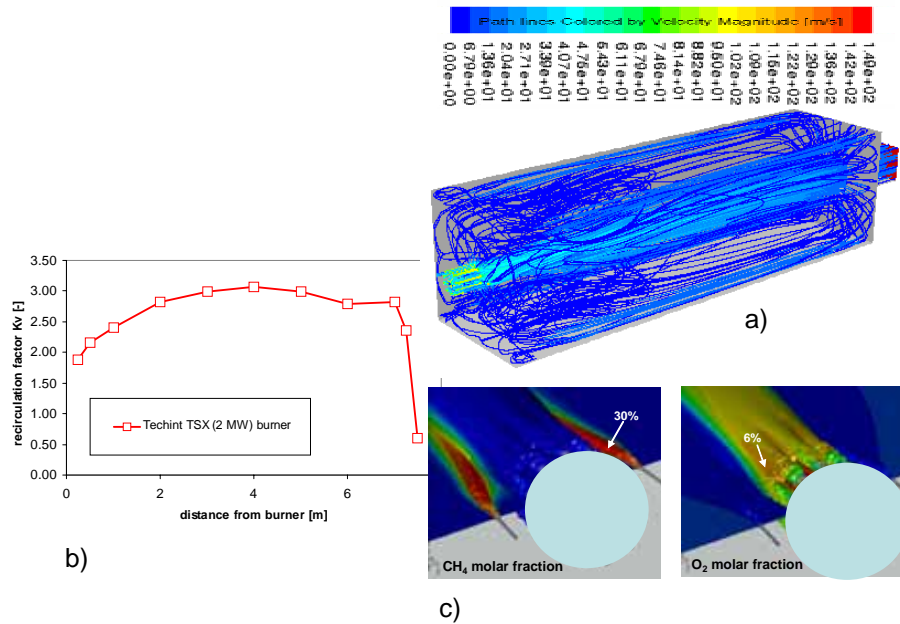 Path lines Colored by Velocity Magnitude [m/s]
0.00e+00
6.79e+00
1.36e+01
2.04e+01
2.71e+01
3.39e+01
4.07e+01
4.75e+01
5.43e+01
6.11e+01
6.79e+01
7.46e+01
8.14e+01
8.82e+01
9.50e+01
1.02e+02
1.09e+02
1.15e+02
1.22e+02
1.29e+02
1.36e+02
1.42e+02
1.49e+02
a)
recirculation factor Kv [-]
3.50
3.00
2.50
2.00
1.50
1.00
0.50
0.00
Techint TSX (2 MW) burner
0 2 4 6
distance from burner [m]
b)
30%
CH₄ molar fraction
6%
O₂ molar fraction
c)